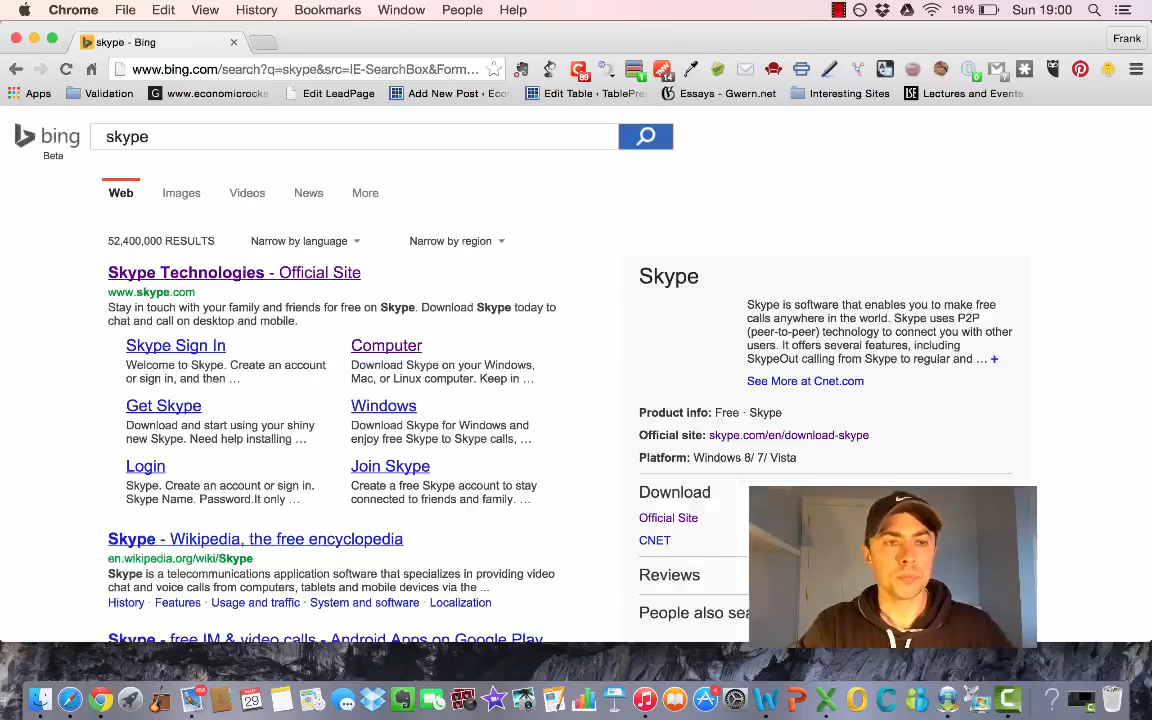 Chrome File Edit View History Bookmarks Window People Help 19% Sun 19:00
skype - Bing Frank
www.bing.com/search?q=skype&src=IE-SearchBox&Form... 89 1 14 0 0
Apps Validation G www.economicrocks Edit LeadPage Add New Post ‹ Eco Edit Table ‹ TablePre Essays - Gwern.net Interesting Sites LSE Lectures and Events
bing skype
Beta
Web Images Videos News More
52,400,000 RESULTS Narrow by language Narrow by region
Skype Technologies - Official Site
www.skype.com
Stay in touch with your family and friends for free on Skype. Download Skype today to
chat and call on desktop and mobile.
Skype Sign In
Welcome to Skype. Create an account
or sign in, and then ...
Computer
Download Skype on your Windows,
Mac, or Linux computer. Keep in ...
Get Skype
Download and start using your shiny
new Skype. Need help installing ...
Windows
Download Skype for Windows and
enjoy free Skype to Skype calls, ...
Login
Skype. Create an account or sign in.
Skype Name. Password.It only ...
Join Skype
Create a free Skype account to stay
connected to friends and family. ...
Skype - Wikipedia, the free encyclopedia
en.wikipedia.org/wiki/Skype
Skype is a telecommunications application software that specializes in providing video
chat and voice calls from computers, tablets and mobile devices via the ...
History · Features · Usage and traffic · System and software · Localization
Skype - free IM & video calls - Android Apps on Google Play
Skype
Skype is software that enables you to make free
calls anywhere in the world. Skype uses P2P
(peer-to-peer) technology to connect you with other
users. It offers several features, including
SkypeOut calling from Skype to regular and ... +
See More at Cnet.com
Product info: Free · Skype
Official site: skype.com/en/download-skype
Platform: Windows 8/ 7/ Vista
Download
Official Site
CNET
Reviews
People also sea
MAR
29